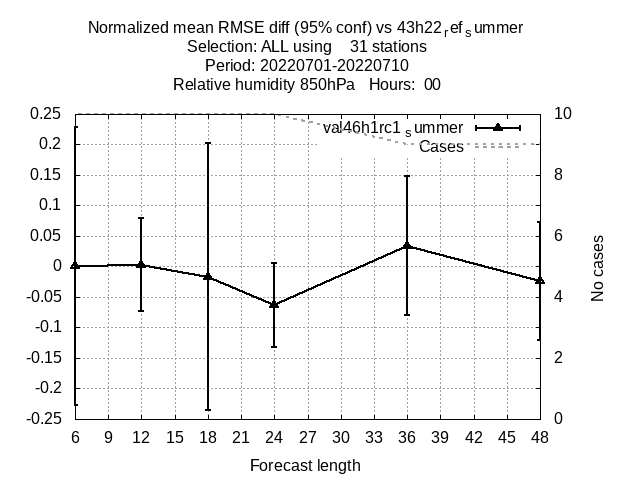 Normalized mean RMSE diff (95% conf) vs 43h22refsummer
Selection: ALL using 31 stations
Period: 20220701-20220710
Relative humidity 850hPa Hours: 00
0.25
0.2
0.15
0.1
0.05
0
-0.05
-0.1
-0.15
-0.2
-0.25
val46h1rc1summer
Cases
10
8
6
4
2
0
No cases
6 9 12 15 18 21 24 27 30 33 36 39 42 45 48
Forecast length